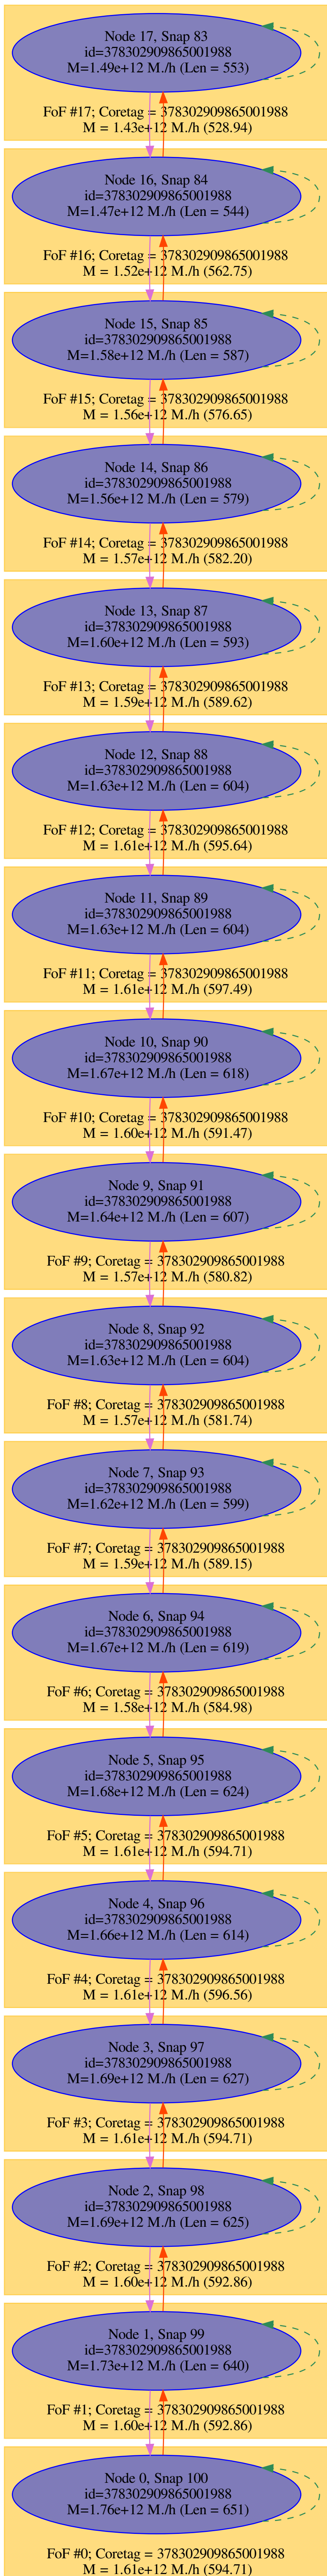 Node 17, Snap 83
id=378302909865001988
M=1.49e+12 M./h (Len = 553)
FoF #17; Coretag = 378302909865001988
M = 1.43e+12 M./h (528.94)
Node 16, Snap 84
id=378302909865001988
M=1.47e+12 M./h (Len = 544)
FoF #16; Coretag = 378302909865001988
M = 1.52e+12 M./h (562.75)
Node 15, Snap 85
id=378302909865001988
M=1.58e+12 M./h (Len = 587)
FoF #15; Coretag = 378302909865001988
M = 1.56e+12 M./h (576.65)
Node 14, Snap 86
id=378302909865001988
M=1.56e+12 M./h (Len = 579)
FoF #14; Coretag = 378302909865001988
M = 1.57e+12 M./h (582.20)
Node 13, Snap 87
id=378302909865001988
M=1.60e+12 M./h (Len = 593)
FoF #13; Coretag = 378302909865001988
M = 1.59e+12 M./h (589.62)
Node 12, Snap 88
id=378302909865001988
M=1.63e+12 M./h (Len = 604)
FoF #12; Coretag = 378302909865001988
M = 1.61e+12 M./h (595.64)
Node 11, Snap 89
id=378302909865001988
M=1.63e+12 M./h (Len = 604)
FoF #11; Coretag = 378302909865001988
M = 1.61e+12 M./h (597.49)
Node 10, Snap 90
id=378302909865001988
M=1.67e+12 M./h (Len = 618)
FoF #10; Coretag = 378302909865001988
M = 1.60e+12 M./h (591.47)
Node 9, Snap 91
id=378302909865001988
M=1.64e+12 M./h (Len = 607)
FoF #9; Coretag = 378302909865001988
M = 1.57e+12 M./h (580.82)
Node 8, Snap 92
id=378302909865001988
M=1.63e+12 M./h (Len = 604)
FoF #8; Coretag = 378302909865001988
M = 1.57e+12 M./h (581.74)
Node 7, Snap 93
id=378302909865001988
M=1.62e+12 M./h (Len = 599)
FoF #7; Coretag = 378302909865001988
M = 1.59e+12 M./h (589.15)
Node 6, Snap 94
id=378302909865001988
M=1.67e+12 M./h (Len = 619)
FoF #6; Coretag = 378302909865001988
M = 1.58e+12 M./h (584.98)
Node 5, Snap 95
id=378302909865001988
M=1.68e+12 M./h (Len = 624)
FoF #5; Coretag = 378302909865001988
M = 1.61e+12 M./h (594.71)
Node 4, Snap 96
id=378302909865001988
M=1.66e+12 M./h (Len = 614)
FoF #4; Coretag = 378302909865001988
M = 1.61e+12 M./h (596.56)
Node 3, Snap 97
id=378302909865001988
M=1.69e+12 M./h (Len = 627)
FoF #3; Coretag = 378302909865001988
M = 1.61e+12 M./h (594.71)
Node 2, Snap 98
id=378302909865001988
M=1.69e+12 M./h (Len = 625)
FoF #2; Coretag = 378302909865001988
M = 1.60e+12 M./h (592.86)
Node 1, Snap 99
id=378302909865001988
M=1.73e+12 M./h (Len = 640)
FoF #1; Coretag = 378302909865001988
M = 1.60e+12 M./h (592.86)
Node 0, Snap 100
id=378302909865001988
M=1.76e+12 M./h (Len = 651)
FoF #0; Coretag = 378302909865001988
M = 1.61e+12 M./h (594.71)